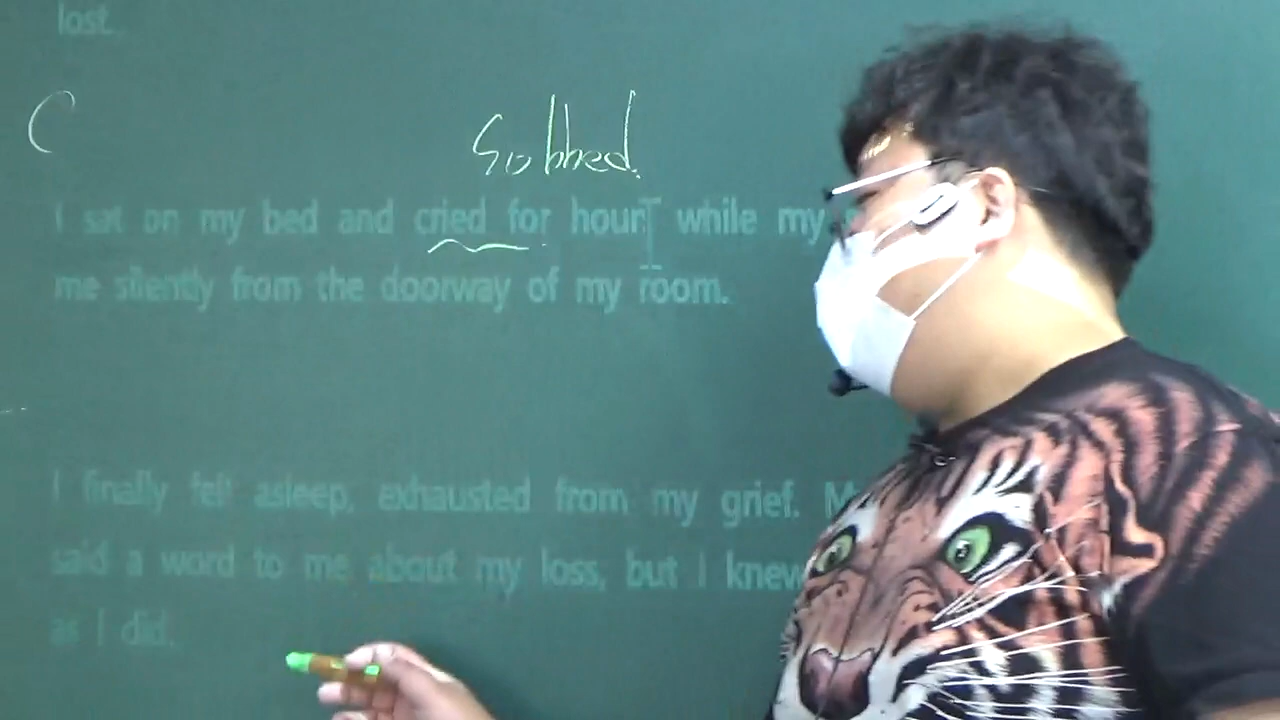 lost.
C
Sobbed.
I sat on my bed and cried for hour while my
me silently from the doorway of my room.
I finally fell asleep, exhausted from my grief.
said a word to me about my loss, but I knew
as I did.